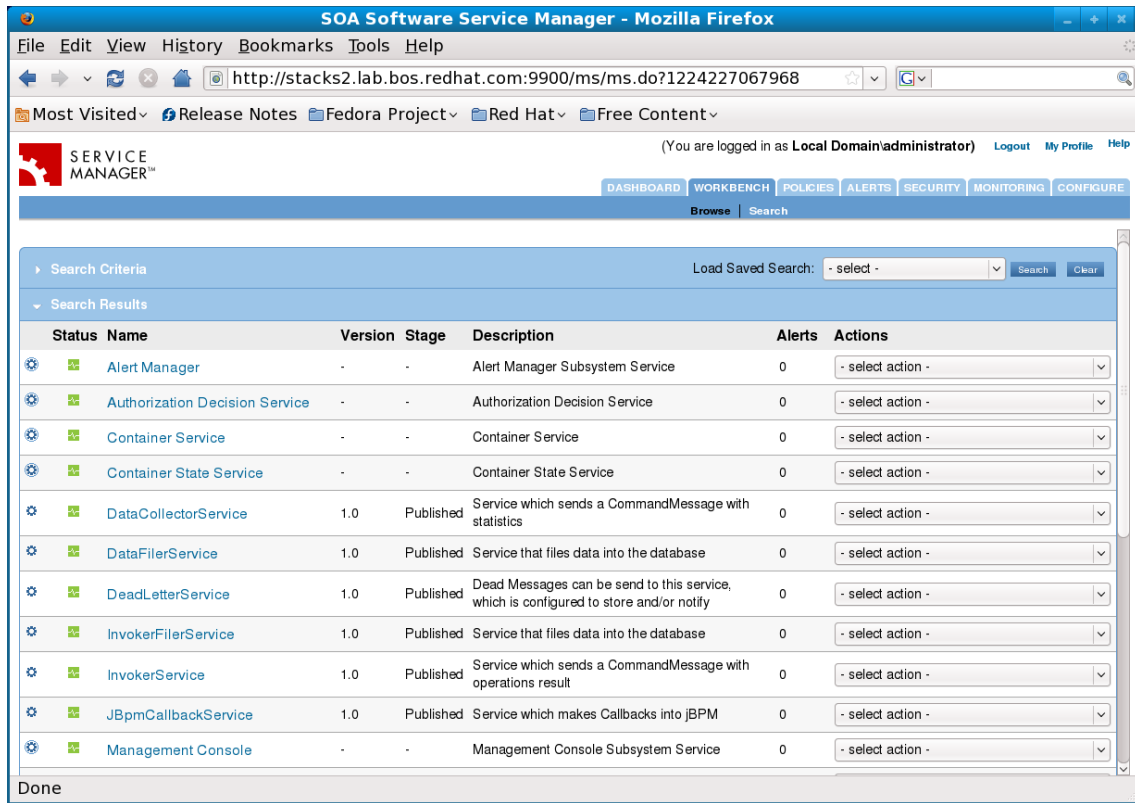 SOA Software Service Manager - Mozilla Firefox
File Edit View History Bookmarks Tools Help
http://stacks2.lab.bos.redhat.com:9900/ms/ms.do?1224227067968
G
Most Visited Release Notes Fedora Project Red Hat Free Content
SERVICE MANAGER™
(You are logged in as Local Domain\administrator) Logout My Profile Help
DASHBOARD WORKBENCH POLICIES ALERTS SECURITY MONITORING CONFIGURE
Browse | Search
Search Criteria Load Saved Search: - select - Search Clear
Search Results
Status Name Version Stage Description Alerts Actions
Alert Manager - - Alert Manager Subsystem Service 0 - select action -
Authorization Decision Service - - Authorization Decision Service 0 - select action -
Container Service - - Container Service 0 - select action -
Container State Service - - Container State Service 0 - select action -
DataCollectorService 1.0 Published Service which sends a CommandMessage with statistics 0 - select action -
DataFilerService 1.0 Published Service that files data into the database 0 - select action -
DeadLetterService 1.0 Published Dead Messages can be send to this service, which is configured to store and/or notify 0 - select action -
InvokerFilerService 1.0 Published Service that files data into the database 0 - select action -
InvokerService 1.0 Published Service which sends a CommandMessage with operations result 0 - select action -
JBpmCallbackService 1.0 Published Service which makes Callbacks into jBPM 0 - select action -
Management Console - - Management Console Subsystem Service 0 - select action -
Done